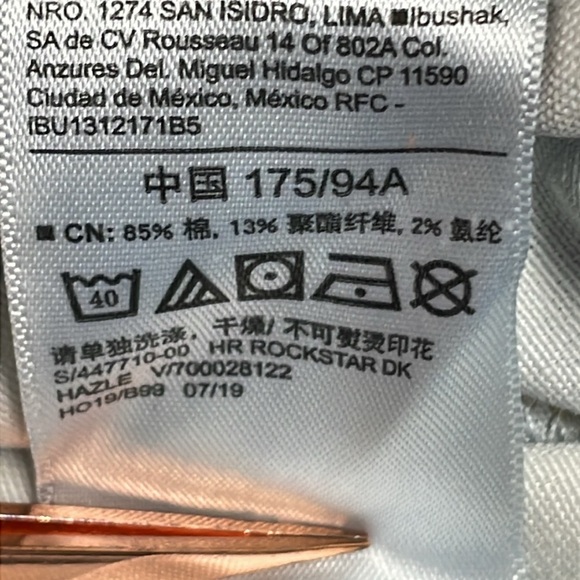 NRO. 1274 SAN ISIDRO, LIMA ■Ibushak,
SA de CV Rousseau 14 Of 802A Col.
Anzures Del. Miguel Hidalgo CP 11590
Ciudad de México, México RFC -
IBU1312171B5
中国 175/94A
■ CN: 85% 棉, 13% 聚酯纤维, 2% 氨纶
40
请单独洗涤, 干燥/ 不可熨烫印花
S/447710-00 HR ROCKSTAR DK
HAZLE V/700028122
HO19/B99 07/19